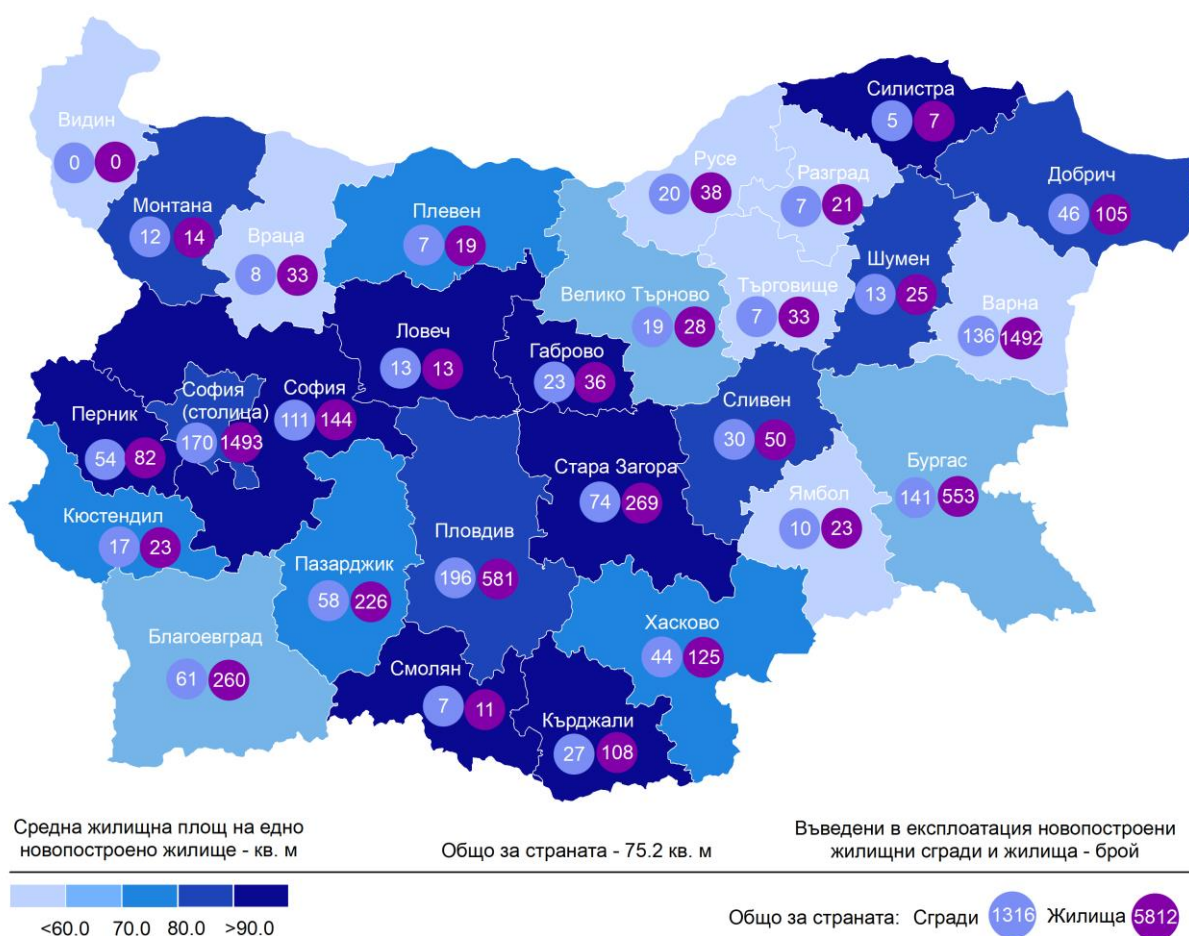 Силистра
5 7
Видин
0 0
Русе
20 38
Разград
7 21
Добрич
46 105
Монтана
12 14
Плевен
7 19
Враца
8 33
Шумен
13 25
Велико Търново
19 28
Търговище
7 33
Варна
136 1492
Ловеч
13 13
Габрово
23 36
София
(столица)
170 1493
София
111 144
Перник
54 82
Сливен
30 50
Стара Загора
74 269
Бургас
141 553
Ямбол
10 23
Кюстендил
17 23
Пловдив
196 581
Пазарджик
58 226
Хасково
44 125
Благоевград
61 260
Смолян
7 11
Кърджали
27 108
Средна жилищна площ на едно
новопостроено жилище - кв. м
Общо за страната - 75.2 кв. м
Въведени в експлоатация новопостроени
жилищни сгради и жилища - брой
<60.0 70.0 80.0 >90.0
Общо за страната: Сгради 1316 Жилища 5812